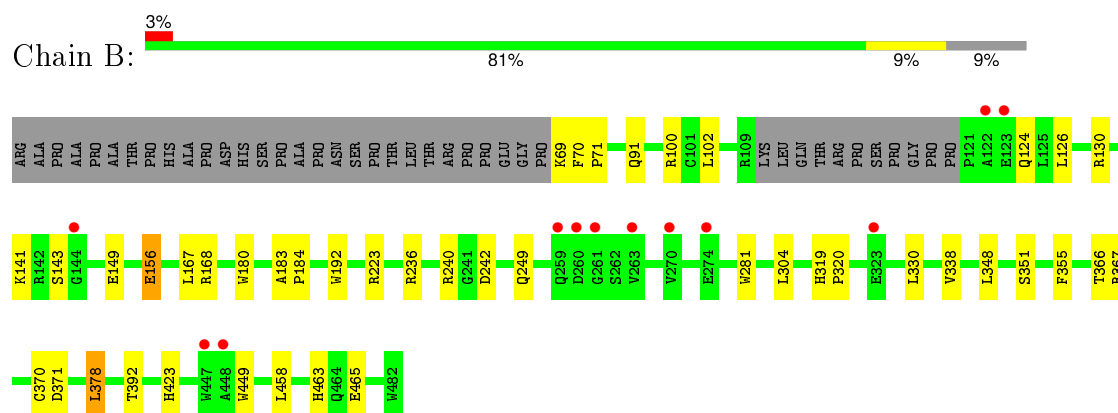 3%
Chain B:
81% 9% 9%
ARG ALA PRO ALA PRO ALA THR PRO HIS ALA PRO ASP HIS SER PRO ALA PRO ASN SER PRO THR LEU THR ARG PRO PRO GLU GLY PRO K69 F70 P71 Q91 R100 C101 L102 R109 LYS LEU GLN THR ARG PRO SER PRO GLY PRO PRO P121 A122 E123 Q124 L125 L126 R130
K141 R142 S143 G144 E149 E156 L167 R168 W180 A183 P184 W192 R223 R236 R240 G241 D242 Q249 Q259 D260 G261 S262 V263 V270 E274 W281 L304 H319 P320 E323 L330 V338 L348 S351 F355 T366
C370 D371 L378 T392 H423 W447 A448 W449 L458 H463 Q464 E465 W482